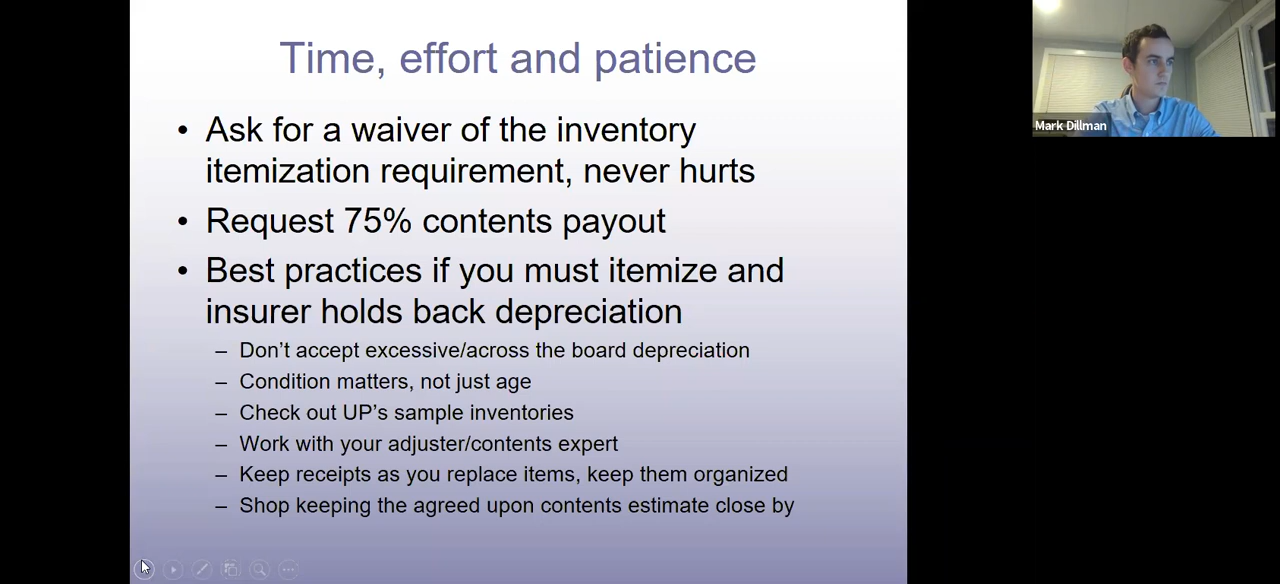 Time, effort and patience
• Ask for a waiver of the inventory
itemization requirement, never hurts
• Request 75% contents payout
• Best practices if you must itemize and
insurer holds back depreciation
– Don't accept excessive/across the board depreciation
– Condition matters, not just age
– Check out UP's sample inventories
– Work with your adjuster/contents expert
– Keep receipts as you replace items, keep them organized
– Shop keeping the agreed upon contents estimate close by
Mark Dillman